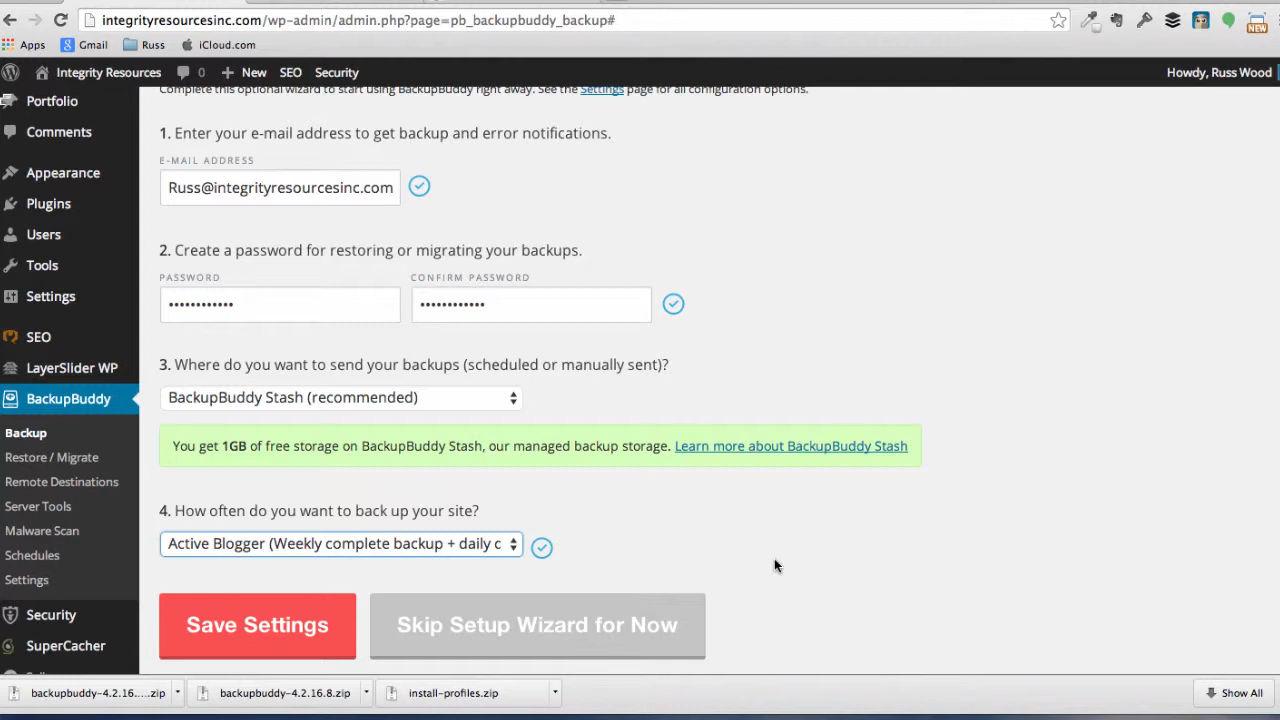 integrityresourcesinc.com/wp-admin/admin.php?page=pb_backupbuddy_backup#
Apps Gmail Russ iCloud.com
NEW
Integrity Resources 0 New SEO Security Howdy, Russ Wood
Complete this optional wizard to start using BackupBuddy right away. See the Settings page for all configuration options.
Portfolio
Comments
Appearance
Plugins
Users
Tools
Settings
SEO
LayerSlider WP
BackupBuddy
Backup
Restore / Migrate
Remote Destinations
Server Tools
Malware Scan
Schedules
Settings
Security
SuperCacher
1. Enter your e-mail address to get backup and error notifications.
E-MAIL ADDRESS
Russ@integrityresourcesinc.com
2. Create a password for restoring or migrating your backups.
PASSWORD CONFIRM PASSWORD
•••••••••••• ••••••••••••
3. Where do you want to send your backups (scheduled or manually sent)?
BackupBuddy Stash (recommended)
You get 1GB of free storage on BackupBuddy Stash, our managed backup storage. Learn more about BackupBuddy Stash
4. How often do you want to back up your site?
Active Blogger (Weekly complete backup + daily c
Save Settings Skip Setup Wizard for Now
backupbuddy-4.2.16....zip backupbuddy-4.2.16.8.zip install-profiles.zip Show All